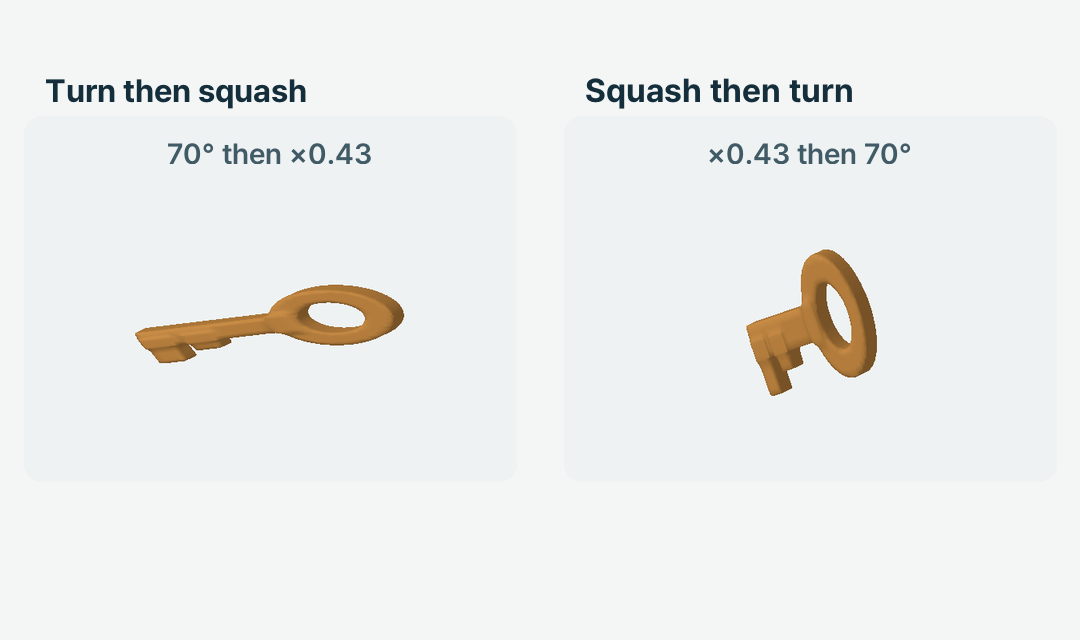 Turn then squash
70° then ×0.43
Squash then turn
×0.43 then 70°